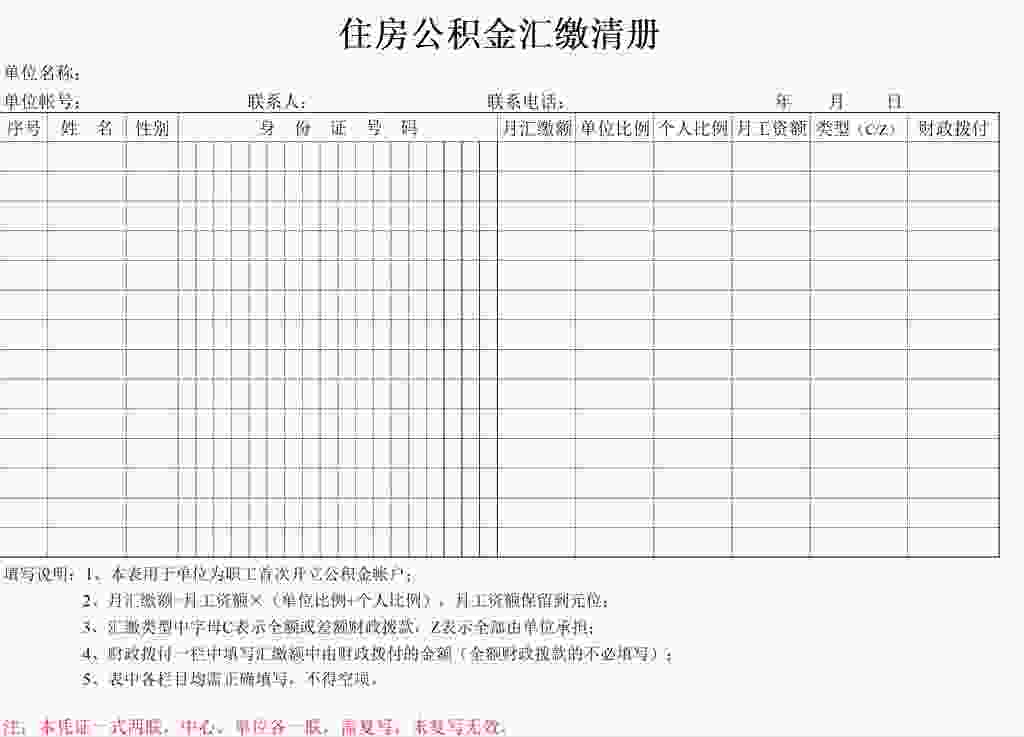 住房公积金汇缴清册
单位名称：
单位帐号： 联系人： 联系电话： 年 月 日
序号 姓 名 性别 身 份 证 号 码 月汇缴额 单位比例 个人比例 月工资额 类型（C/Z） 财政拨付
填写说明：1、本表用于单位为职工首次开立公积金帐户；
2、月汇缴额=月工资额×（单位比例+个人比例），月工资额保留到元位；
3、汇缴类型中字母C表示全额或差额财政拨款，Z表示全部由单位承担；
4、财政拨付一栏中填写汇缴额中由财政拨付的金额（全额财政拨款的不必填写）；
5、表中各栏目均需正确填写，不得空项。
注：本凭证一式两联，中心、单位各一联，需复写，未复写无效。